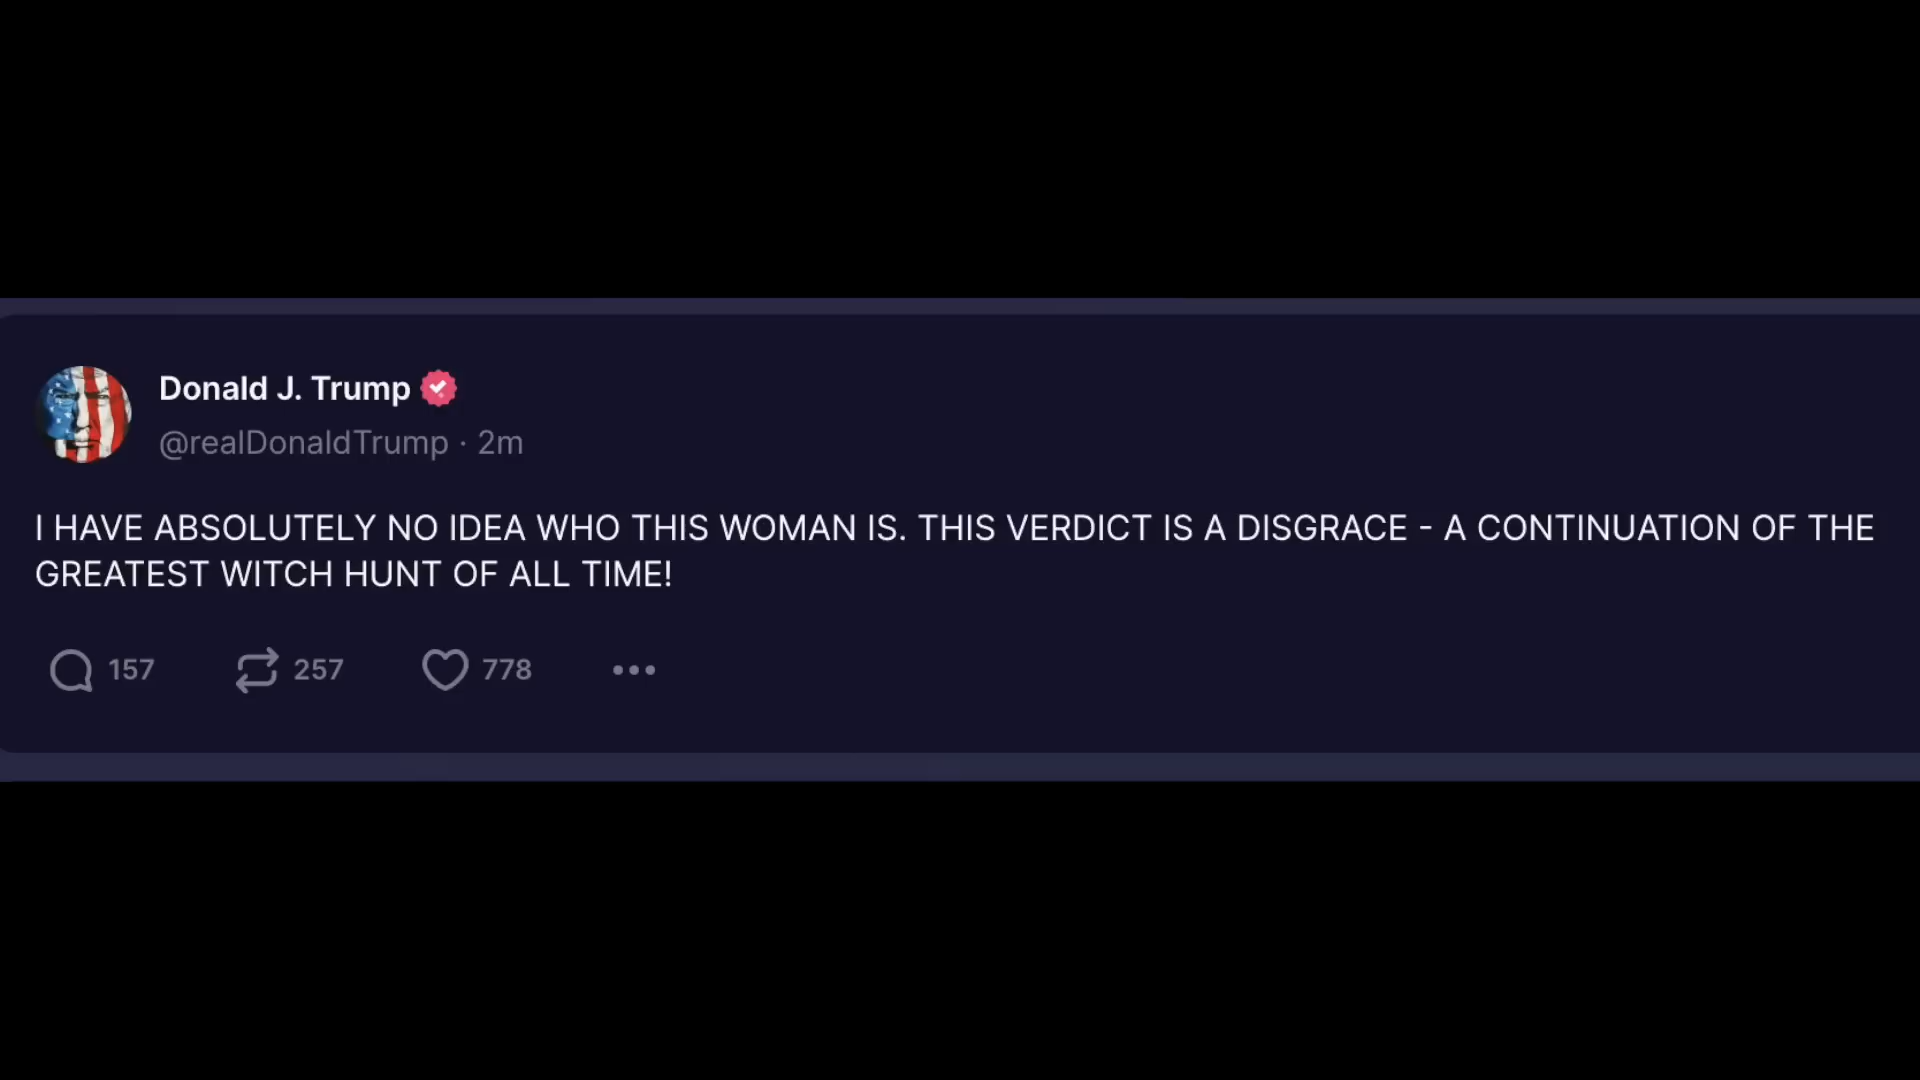 Donald J. Trump
@realDonaldTrump · 2m
I HAVE ABSOLUTELY NO IDEA WHO THIS WOMAN IS. THIS VERDICT IS A DISGRACE - A CONTINUATION OF THE
GREATEST WITCH HUNT OF ALL TIME!
157 257 778